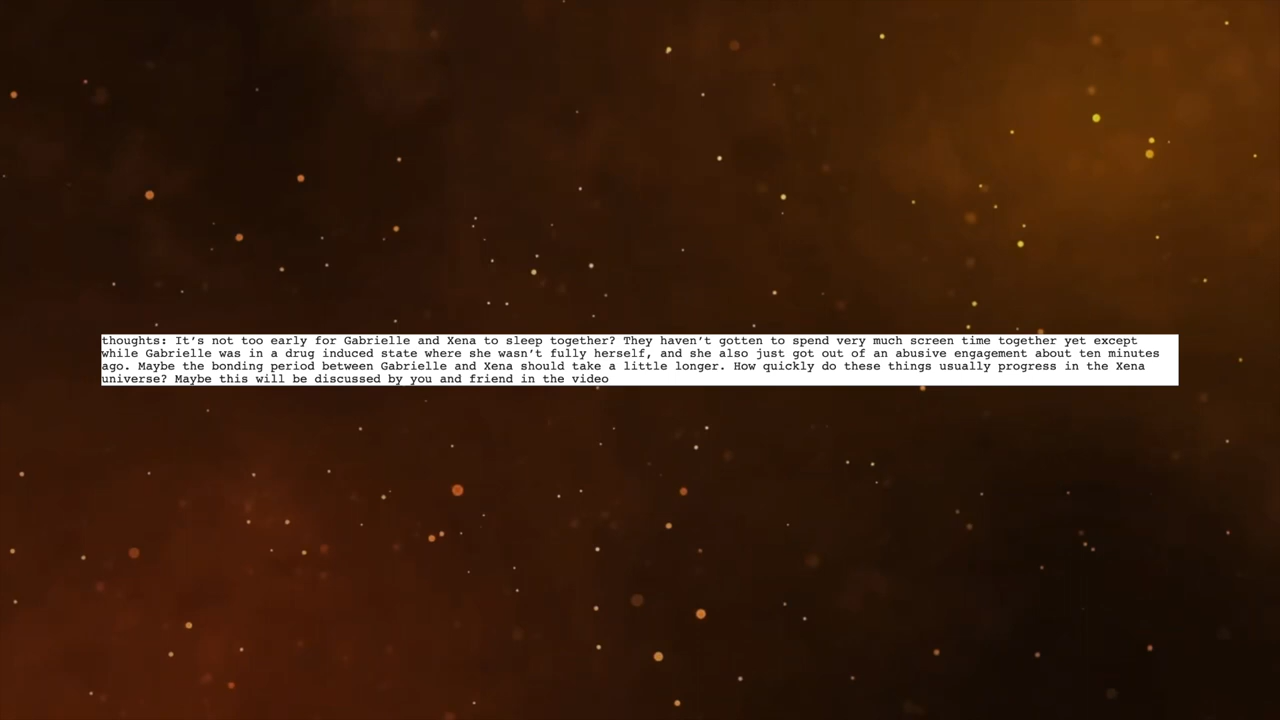 thoughts: It’s not too early for Gabrielle and Xena to sleep together? They haven’t gotten to spend very much screen time together yet except
while Gabrielle was in a drug induced state where she wasn’t fully herself, and she also just got out of an abusive engagement about ten minutes
ago. Maybe the bonding period between Gabrielle and Xena should take a little longer. How quickly do these things usually progress in the Xena
universe? Maybe this will be discussed by you and friend in the video